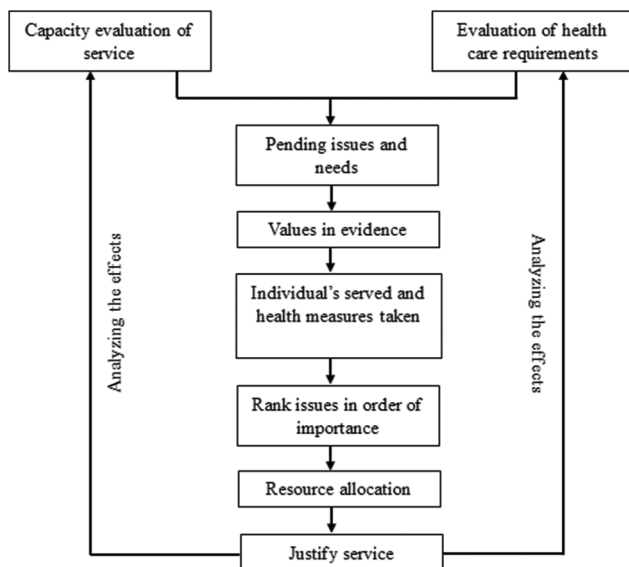 Capacity evaluation of
service
Evaluation of health
care requirements
Pending issues and
needs
Values in evidence
Individual's served and
health measures taken
Rank issues in order of
importance
Resource allocation
Justify service
Analyzing the effects
Analyzing the effects